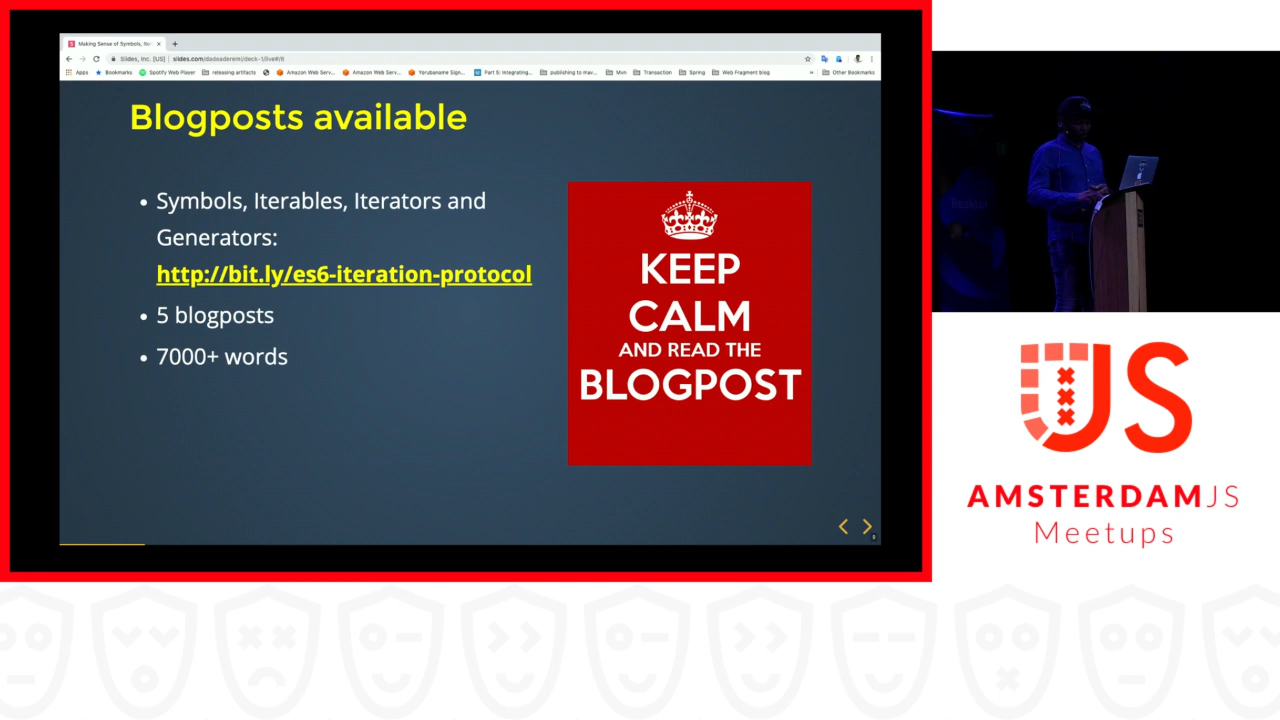 Making Sense of Symbols, Ite
Slides, Inc. [US] | slides.com/dadeaderemi/deck-1/live#/8
Apps Bookmarks Spotify Web Player releasing artifacts Amazon Web Serv... Amazon Web Serv... Yorubaname Sign... Part 5: Integrating... publishing to mav... Mvn Transaction Spring Web Fragment blog » Other Bookmarks
Blogposts available
• Symbols, Iterables, Iterators and
Generators:
http://bit.ly/es6-iteration-protocol
• 5 blogposts
• 7000+ words
KEEP
CALM
AND READ THE
BLOGPOST
JS
AMSTERDAMJS
Meetups